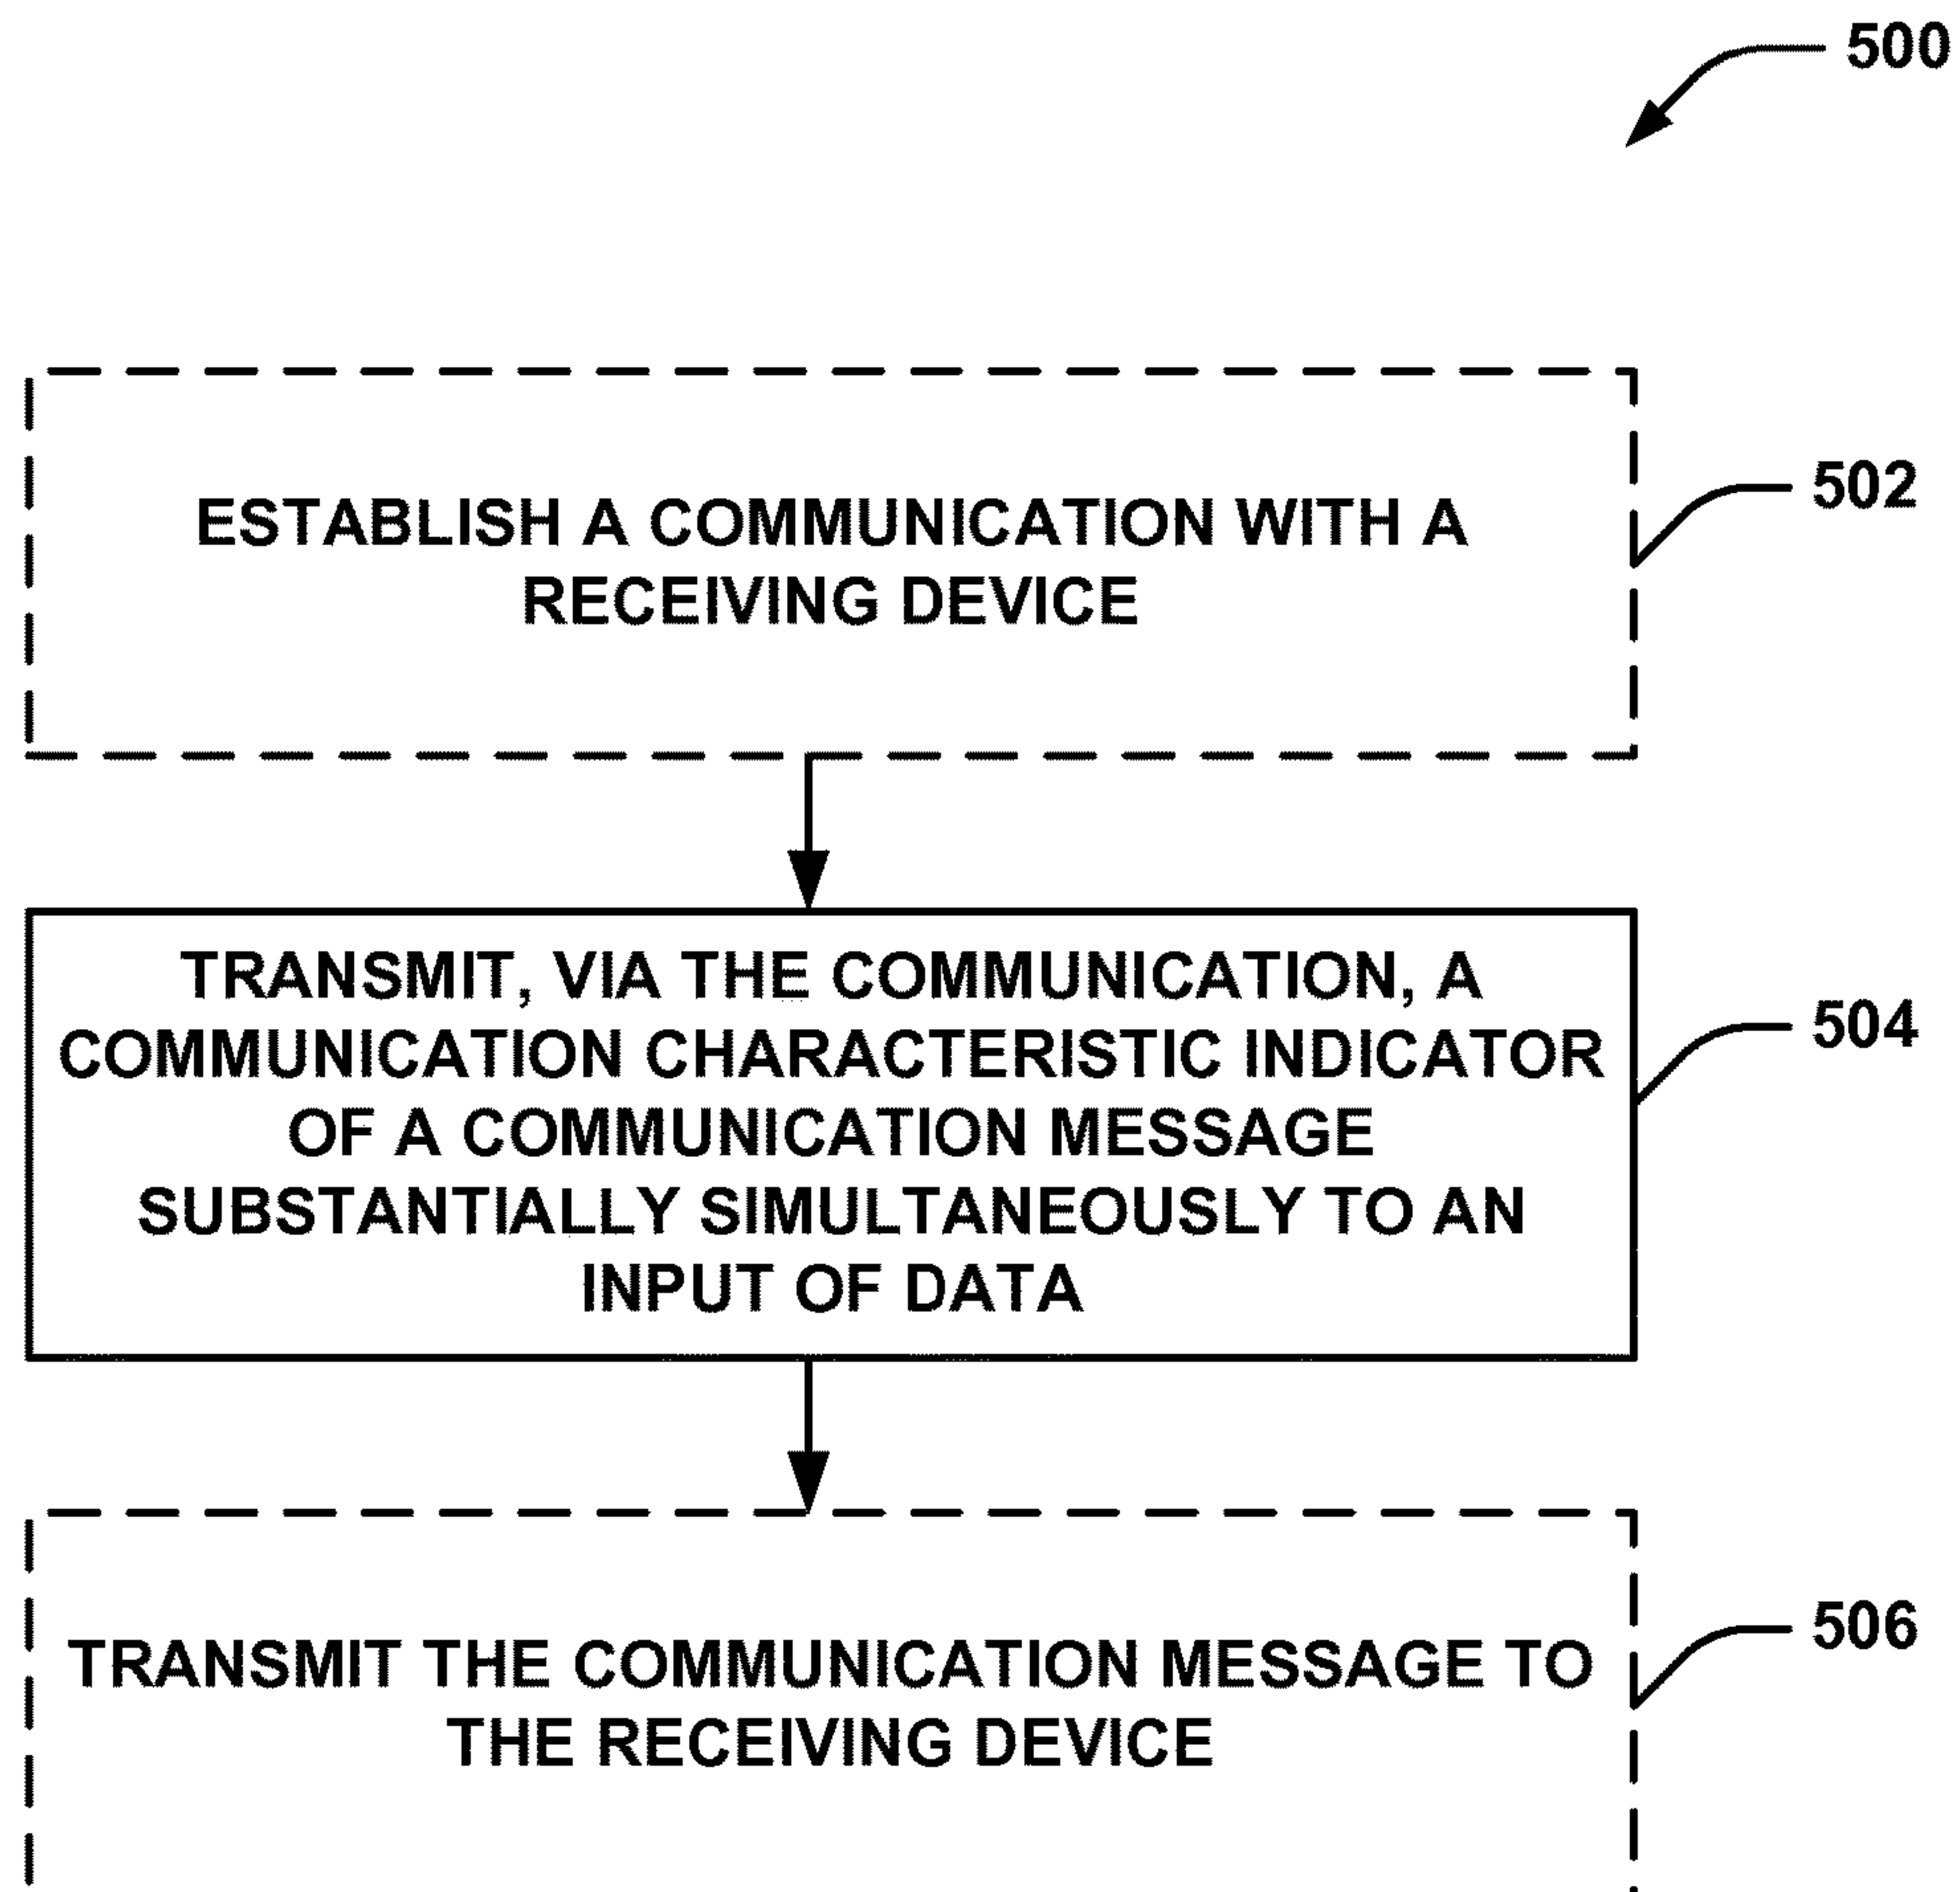 500
ESTABLISH A COMMUNICATION WITH A
RECEIVING DEVICE
502
TRANSMIT, VIA THE COMMUNICATION, A
COMMUNICATION CHARACTERISTIC INDICATOR
OF A COMMUNICATION MESSAGE
SUBSTANTIALLY SIMULTANEOUSLY TO AN
INPUT OF DATA
504
TRANSMIT THE COMMUNICATION MESSAGE TO
THE RECEIVING DEVICE
506